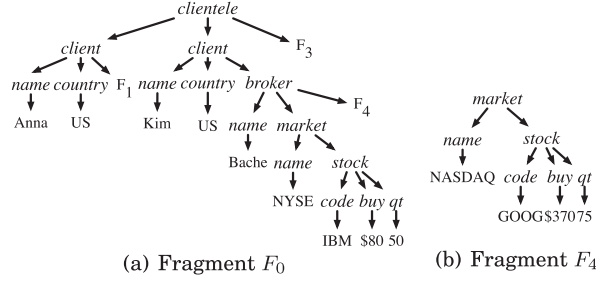 clientele
client client F3
name country F1 name country broker
Anna US Kim US F4
name market
Bache name stock
NYSE code buy qt
IBM $80 50
(a) Fragment F0
market
name stock
NASDAQ code buy qt
GOOG $370 75
(b) Fragment F4